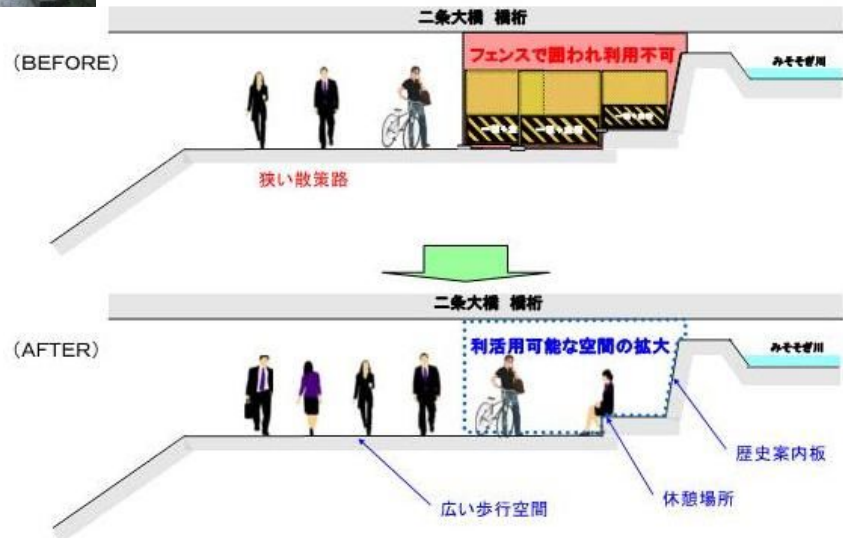 二条大橋 橋桁
(BEFORE)
フェンスで囲われ利用不可
みそそぎ川
狭い散策路
二条大橋 橋桁
(AFTER)
利活用可能な空間の拡大
みそそぎ川
歴史案内板
休憩場所
広い歩行空間